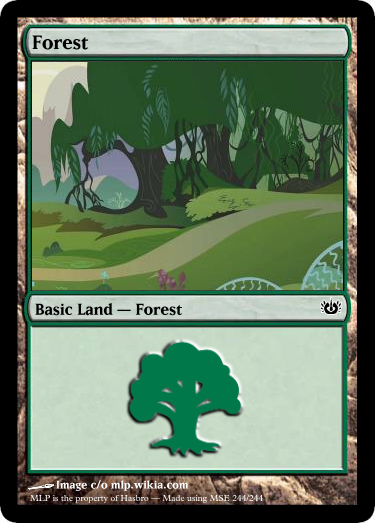 Forest
Basic Land — Forest
Image c/o mlp.wikia.com
MLP is the property of Hasbro — Made using MSE 244/244